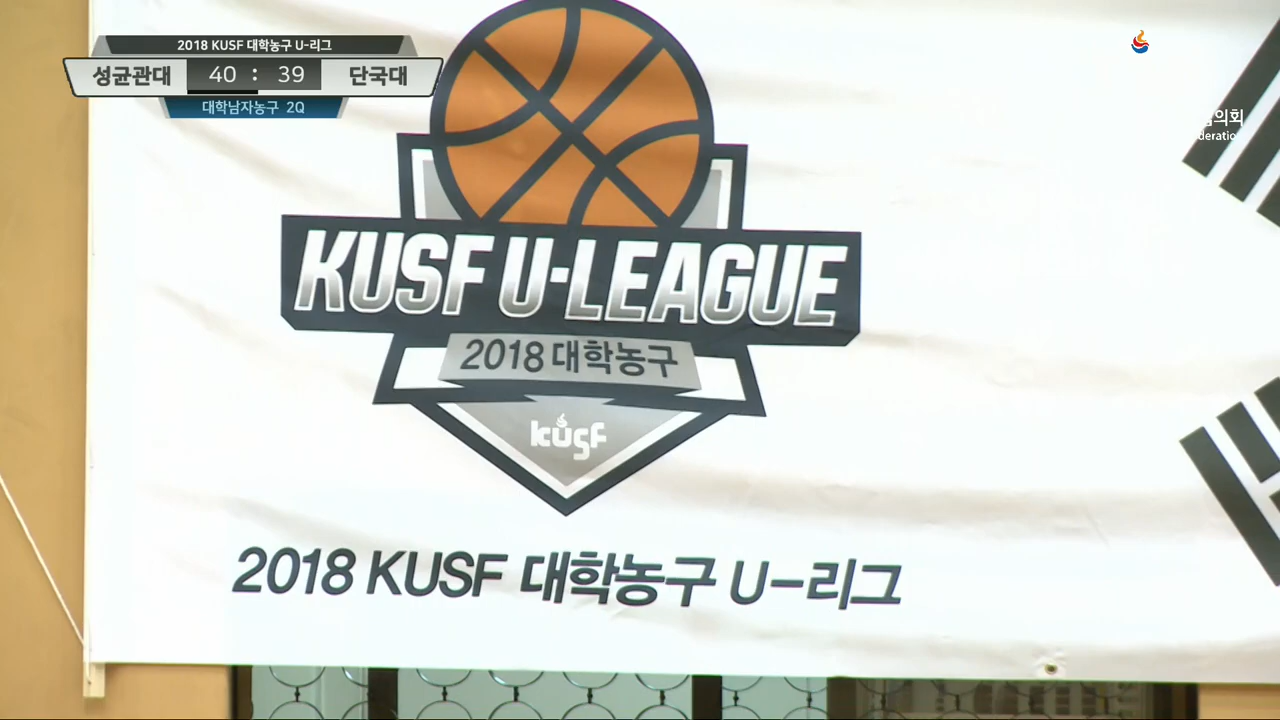 2018 KUSF 대학농구 U-리그
성균관대 40 : 39 단국대
대학남자농구 2Q
KUSF U-LEAGUE
2018 대학농구
kusf
2018 KUSF 대학농구 U-리그